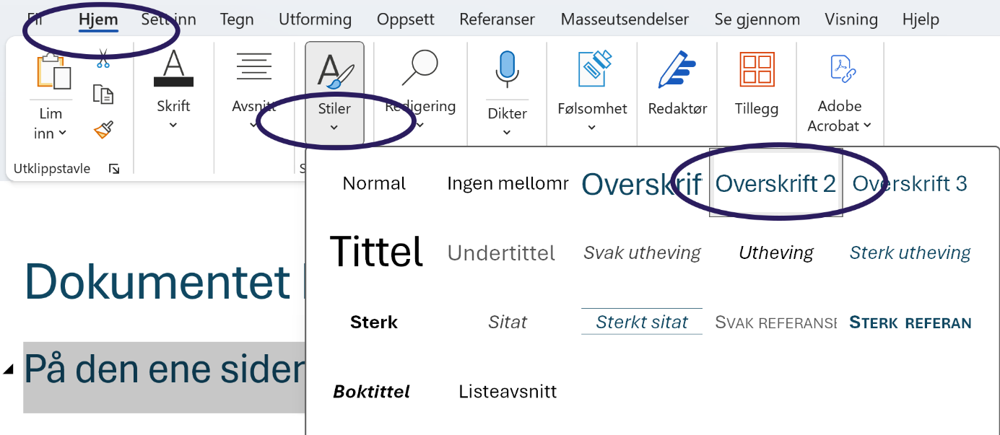 Fil Hjem Sett inn Tegn Utforming Oppsett Referanser Masseutsendelser Se gjennom Visning Hjelp
Lim
inn
Skrift
Avsnitt
Stiler
Redigering
Dikter
Følsomhet
Redaktør
Tillegg
Adobe
Acrobat
Utklippstavle
S
Normal Ingen mellomr Overskrif Overskrift 2 Overskrift 3
Tittel Undertittel Svak utheving Utheving Sterk utheving
Sterk Sitat Sterkt sitat SVAK REFERANSE STERK REFERAN
Boktittel Listeavsnitt
Dokumentet
På den ene siden